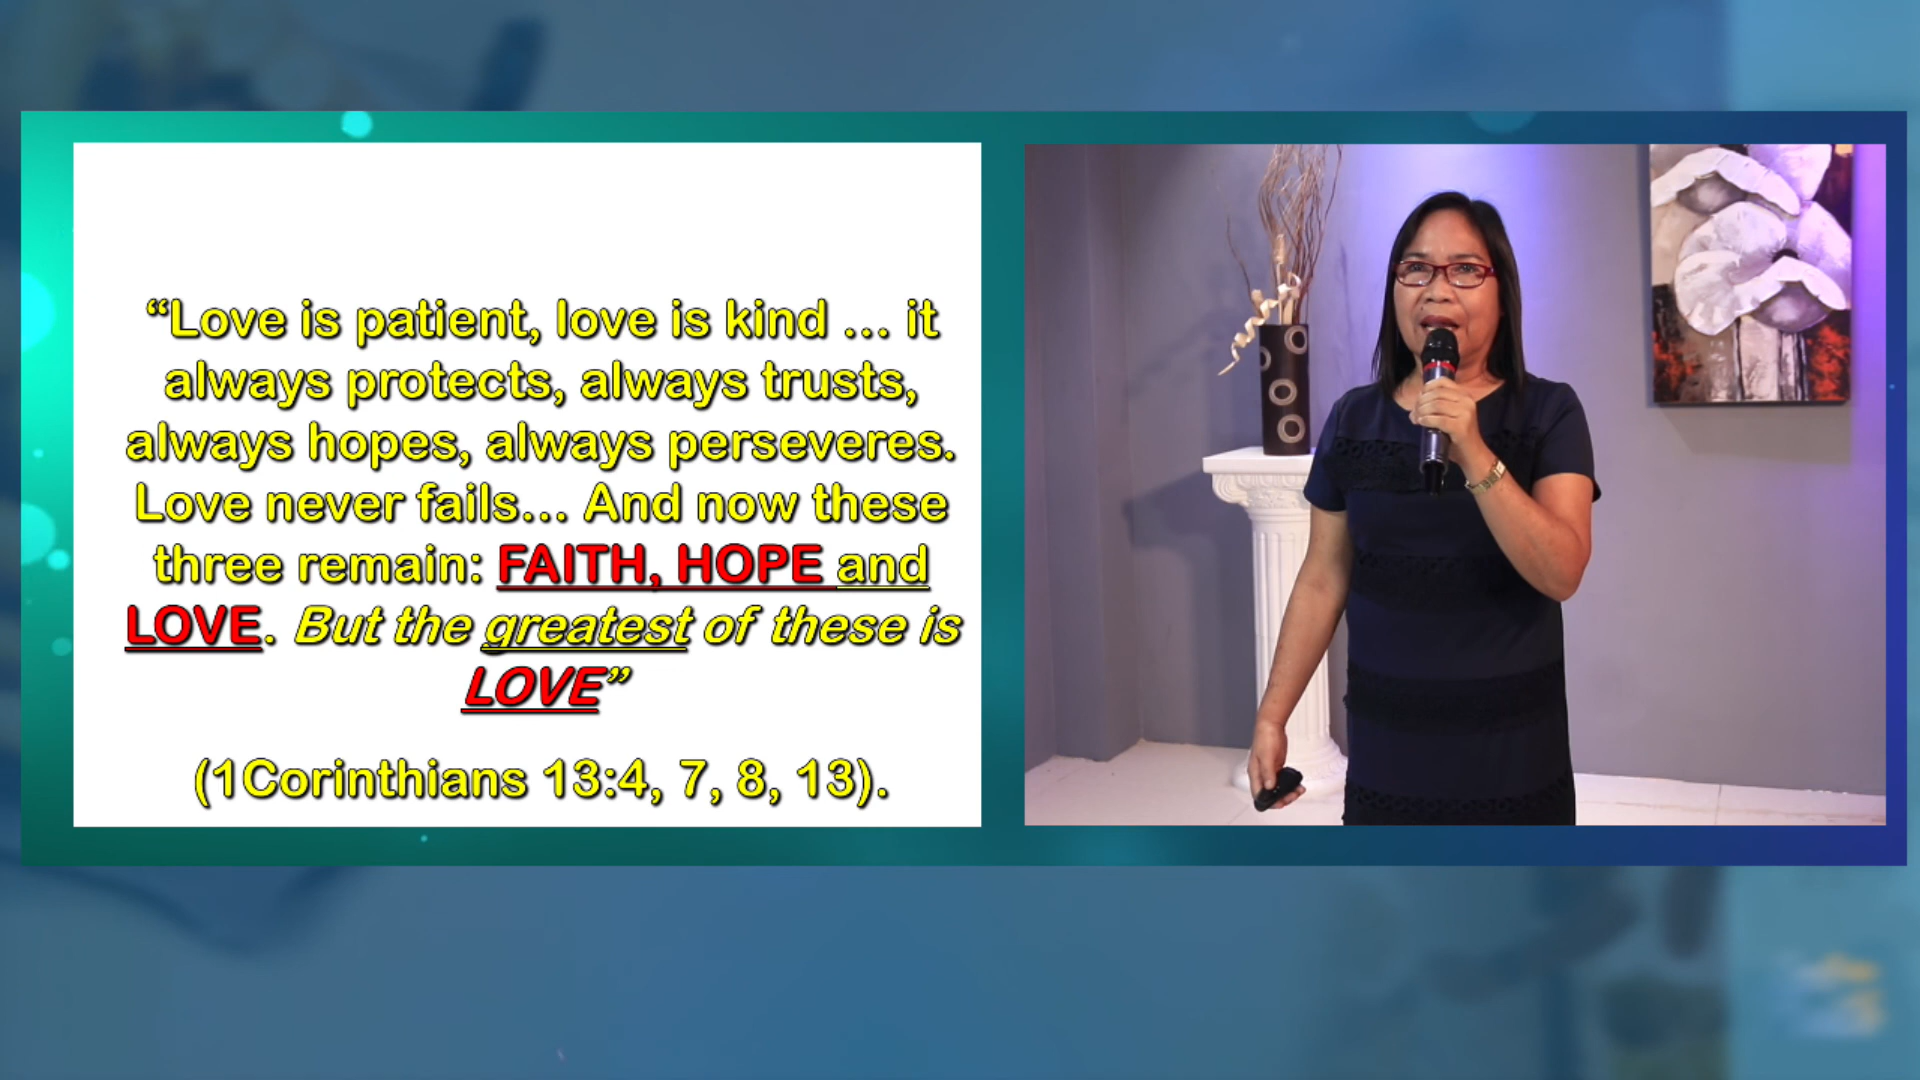 “Love is patient, love is kind … it
always protects, always trusts,
always hopes, always perseveres.
Love never fails… And now these
three remain: FAITH, HOPE and
LOVE. But the greatest of these is
LOVE”
(1Corinthians 13:4, 7, 8, 13).